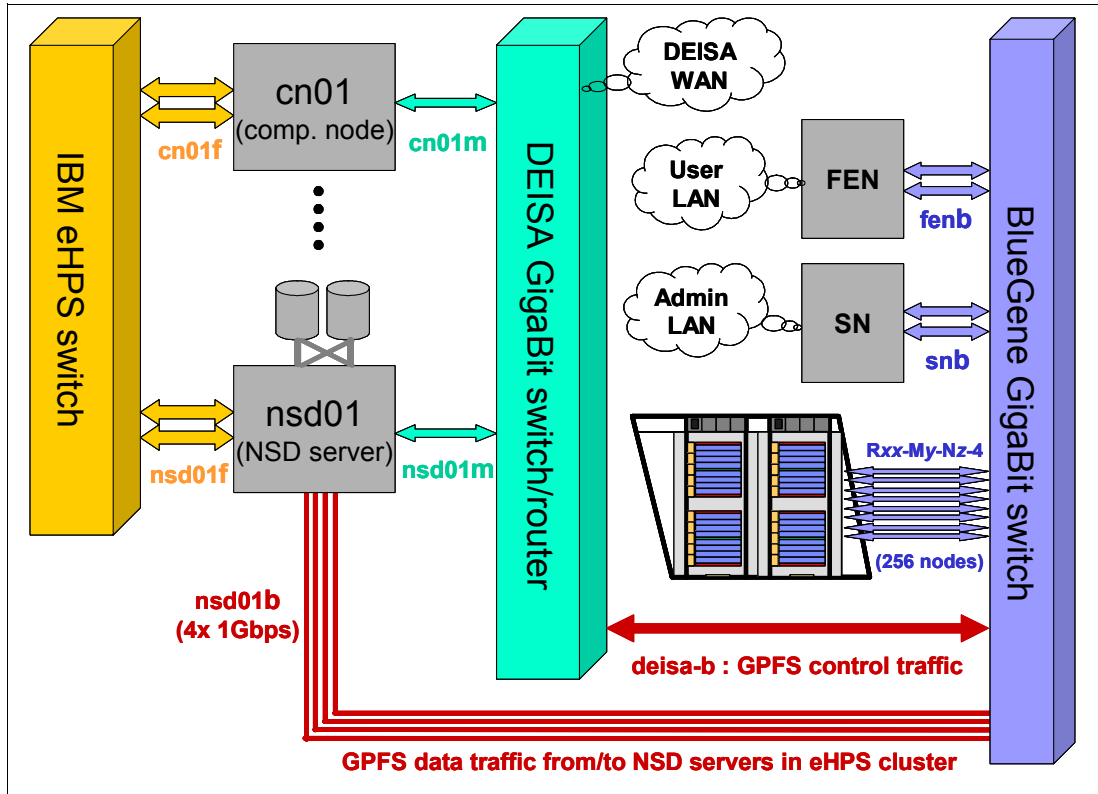 IBM eHPS switch
cn01
(comp. node)
cn01f
cn01m
DEISA GigaBit switch/router
DEISA
WAN
User
LAN
FEN
fenb
Admin
LAN
SN
snb
BlueGene GigaBit switch
nsd01
(NSD server)
nsd01f
nsd01m
Rxx-My-Nz-4
(256 nodes)
nsd01b
(4x 1Gbps)
deisa-b : GPFS control traffic
GPFS data traffic from/to NSD servers in eHPS cluster